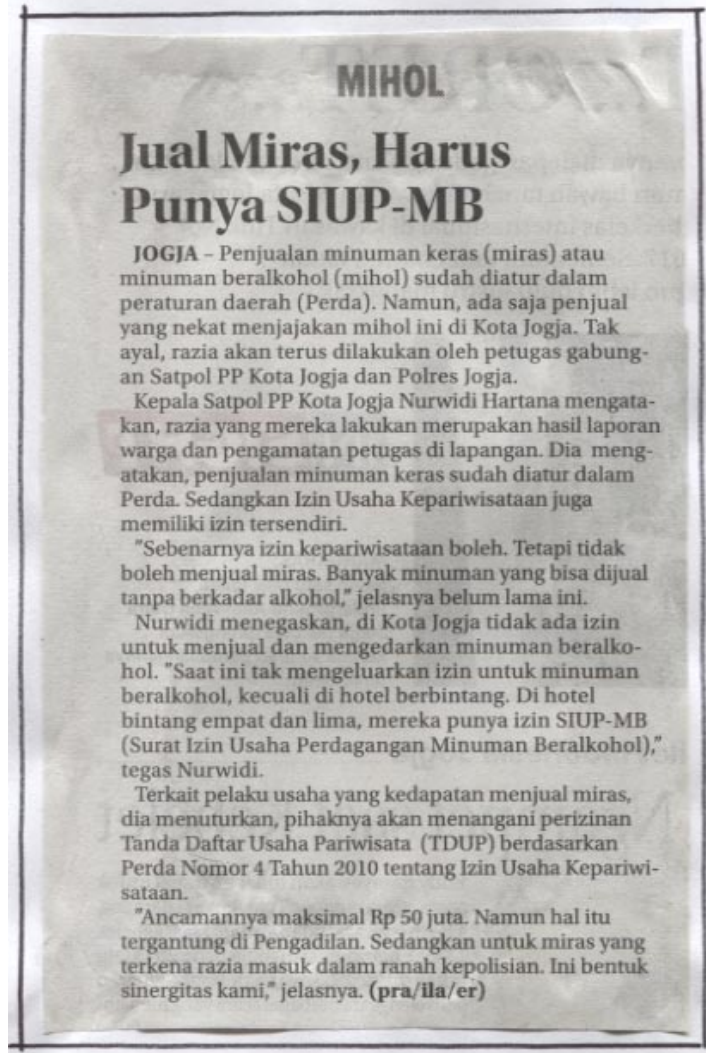 MIHOL
Jual Miras, Harus
Punya SIUP-MB
JOGJA – Penjualan minuman keras (miras) atau
minuman beralkohol (mihol) sudah diatur dalam
peraturan daerah (Perda). Namun, ada saja penjual
yang nekat menjajakan mihol ini di Kota Jogja. Tak
ayal, razia akan terus dilakukan oleh petugas gabung-
an Satpol PP Kota Jogja dan Polres Jogja.
Kepala Satpol PP Kota Jogja Nurwidi Hartana mengata-
kan, razia yang mereka lakukan merupakan hasil laporan
warga dan pengamatan petugas di lapangan. Dia meng-
atakan, penjualan minuman keras sudah diatur dalam
Perda. Sedangkan Izin Usaha Kepariwisataan juga
memiliki izin tersendiri.
"Sebenarnya izin kepariwisataan boleh. Tetapi tidak
boleh menjual miras. Banyak minuman yang bisa dijual
tanpa berkadar alkohol," jelasnya belum lama ini.
Nurwidi menegaskan, di Kota Jogja tidak ada izin
untuk menjual dan mengedarkan minuman beralko-
hol. "Saat ini tak mengeluarkan izin untuk minuman
beralkohol, kecuali di hotel berbintang. Di hotel
bintang empat dan lima, mereka punya izin SIUP-MB
(Surat Izin Usaha Perdagangan Minuman Beralkohol),"
tegas Nurwidi.
Terkait pelaku usaha yang kedapatan menjual miras,
dia menuturkan, pihaknya akan menangani perizinan
Tanda Daftar Usaha Pariwisata (TDUP) berdasarkan
Perda Nomor 4 Tahun 2010 tentang Izin Usaha Kepariwi-
sataan.
"Ancamannya maksimal Rp 50 juta. Namun hal itu
tergantung di Pengadilan. Sedangkan untuk miras yang
terkena razia masuk dalam ranah kepolisian. Ini bentuk
sinergitas kami," jelasnya. (pra/ila/er)